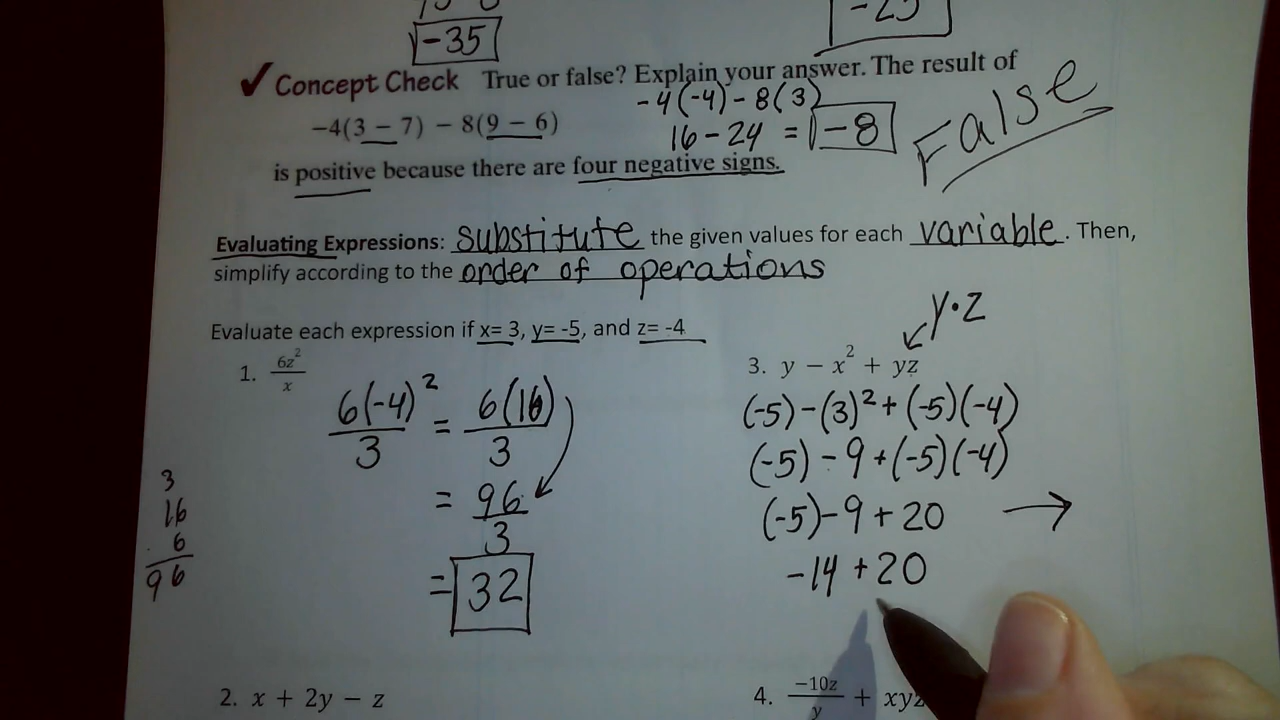 -35
-25
✓ Concept Check True or false? Explain your answer. The result of
-4(-4) - 8(3)
−4(3 − 7) − 8(9 − 6)
16 - 24 = -8
False
is positive because there are four negative signs.
Evaluating Expressions: substitute the given values for each variable. Then,
simplify according to the order of operations
Evaluate each expression if x= 3, y= -5, and z= -4
1. 6z²/x
6(-4)²/3 = 6(16)/3
= 96/3
= 32
3
16
6
96
y·z
3. y − x² + yz
(-5) - (3)² + (-5)(-4)
(-5) - 9 + (-5)(-4)
(-5) - 9 + 20 →
-14 + 20
2. x + 2y − z
4. −10z/y + xyz